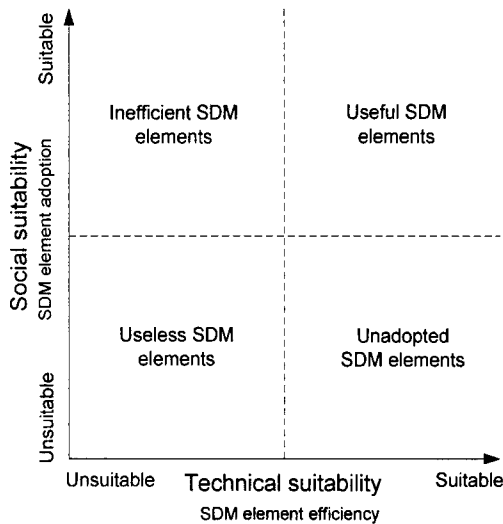 Suitable
Inefficient SDM
elements
Useful SDM
elements
Social suitability
SDM element adoption
Useless SDM
elements
Unadopted
SDM elements
Unsuitable
Unsuitable
Technical suitability
Suitable
SDM element efficiency